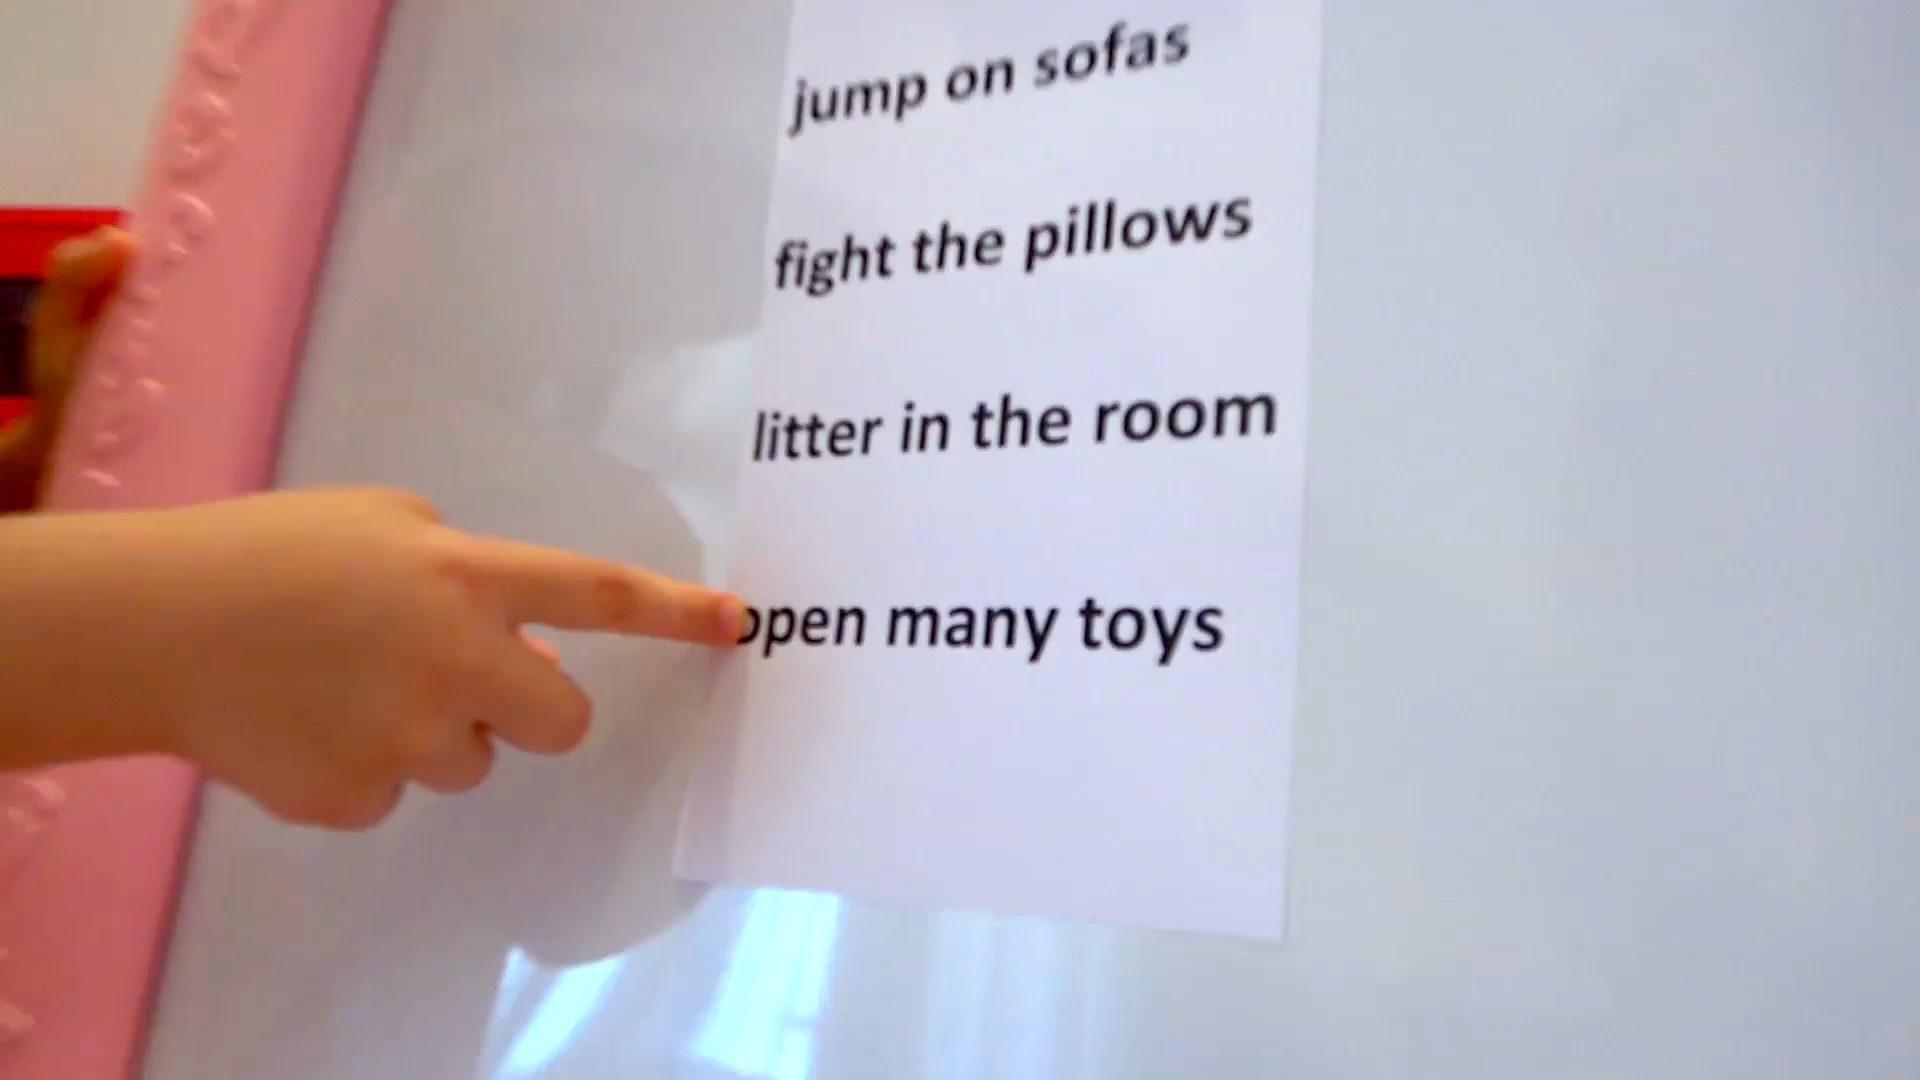 jump on sofas
fight the pillows
litter in the room
open many toys